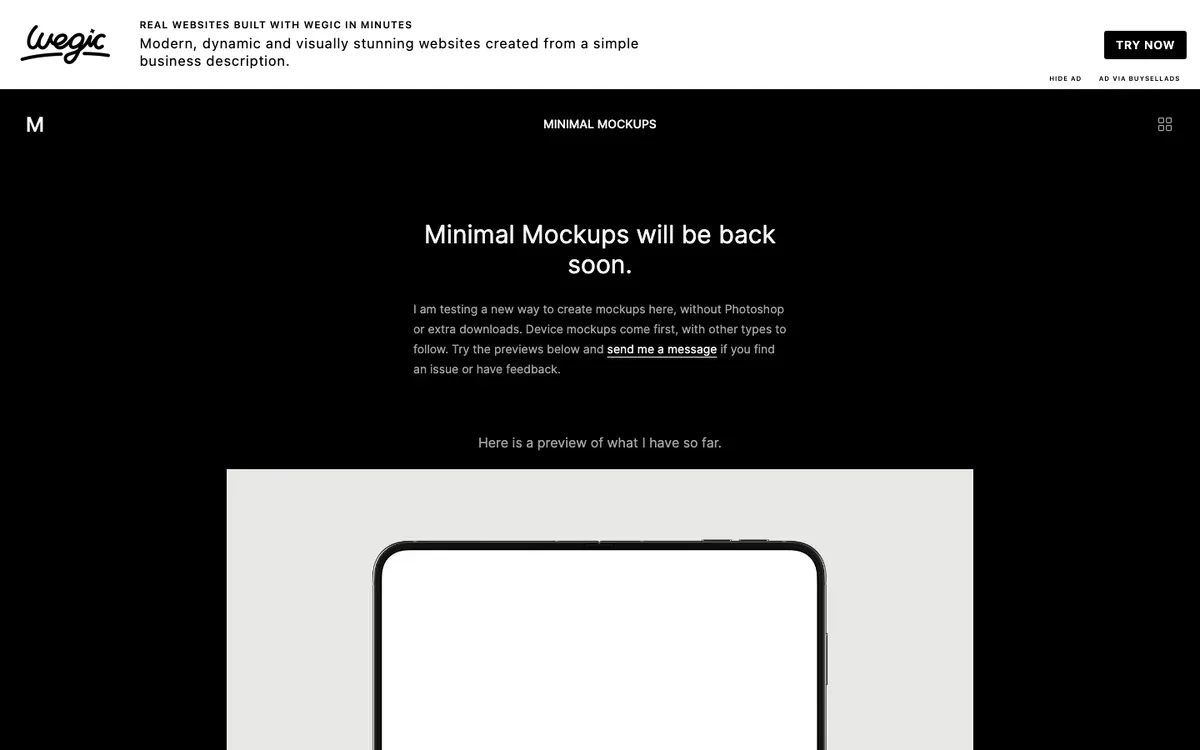 wegic
REAL WEBSITES BUILT WITH WEGIC IN MINUTES
Modern, dynamic and visually stunning websites created from a simple
business description.
TRY NOW
HIDE AD
AD VIA BUYSELLADS
M
MINIMAL MOCKUPS
Minimal Mockups will be back
soon.
I am testing a new way to create mockups here, without Photoshop
or extra downloads. Device mockups come first, with other types to
follow. Try the previews below and send me a message if you find
an issue or have feedback.
Here is a preview of what I have so far.